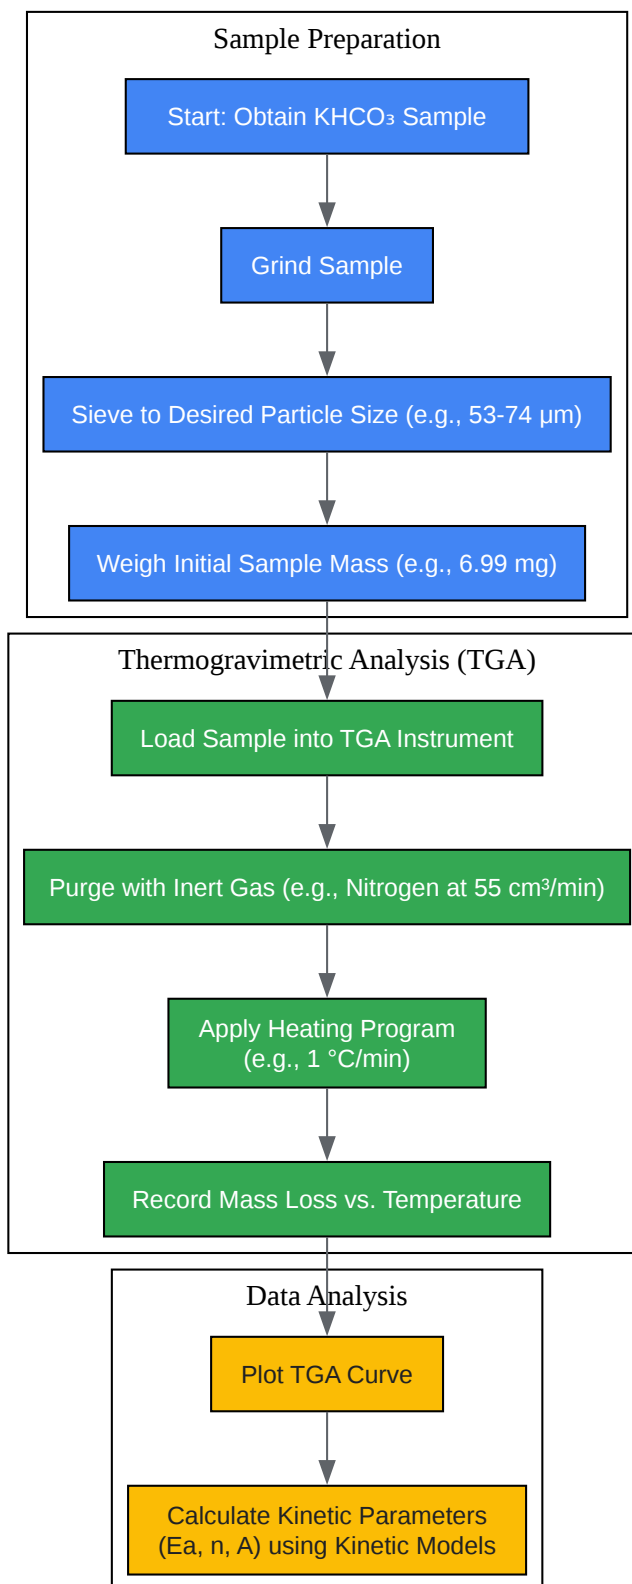 Sample Preparation
Start: Obtain KHCO₃ Sample
Grind Sample
Sieve to Desired Particle Size (e.g., 53-74 μm)
Weigh Initial Sample Mass (e.g., 6.99 mg)
Thermogravimetric Analysis (TGA)
Load Sample into TGA Instrument
Purge with Inert Gas (e.g., Nitrogen at 55 cm³/min)
Apply Heating Program
(e.g., 1 °C/min)
Record Mass Loss vs. Temperature
Data Analysis
Plot TGA Curve
Calculate Kinetic Parameters
(Ea, n, A) using Kinetic Models